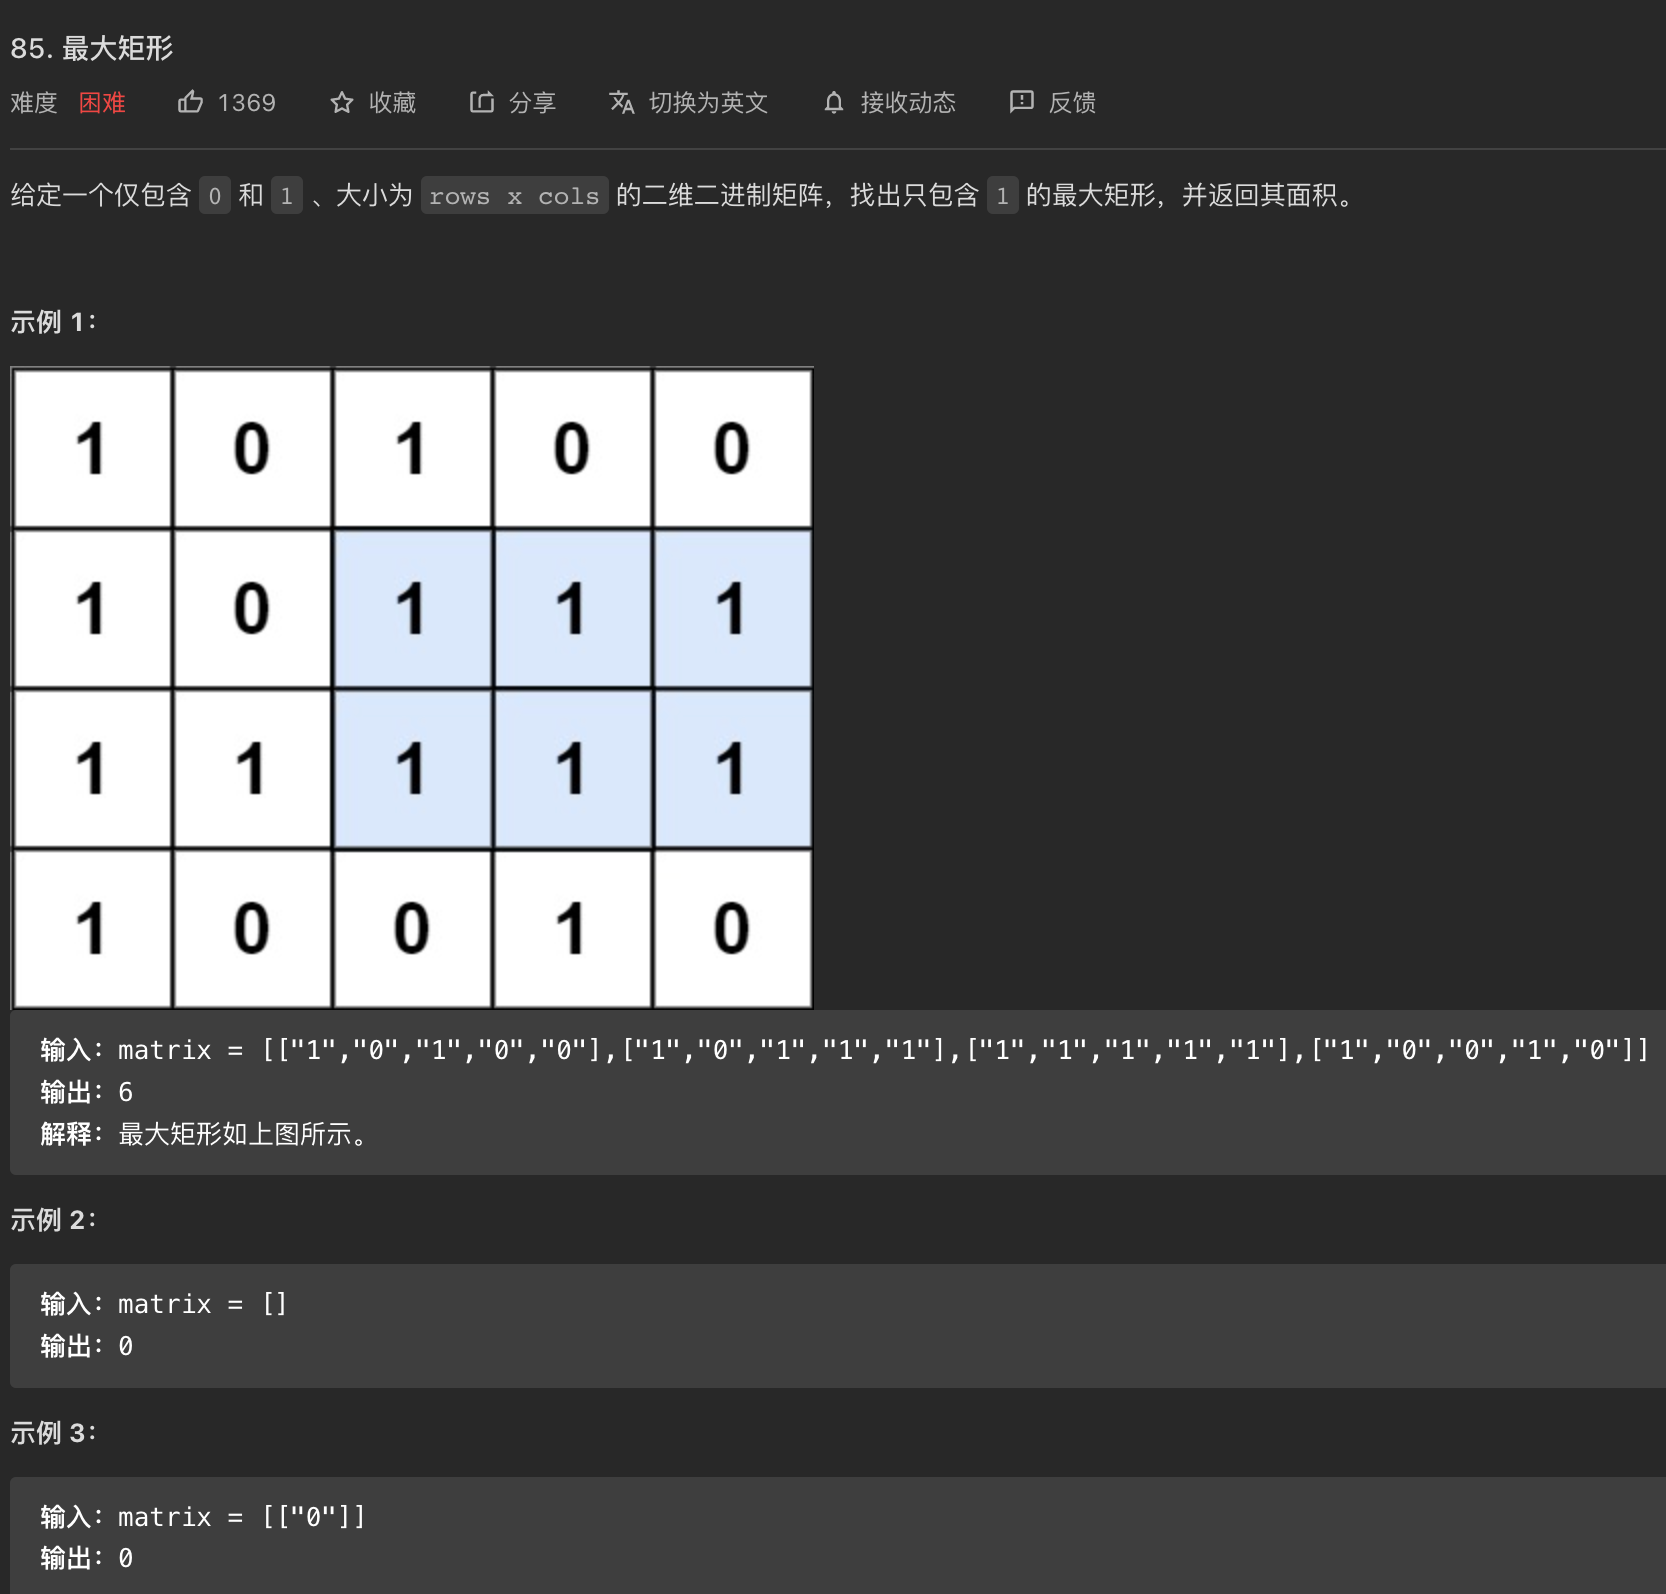 85. 最大矩形
难度 困难 1369 收藏 分享 切换为英文 接收动态 反馈
给定一个仅包含 0 和 1 、大小为 rows x cols 的二维二进制矩阵，找出只包含 1 的最大矩形，并返回其面积。
示例 1：
1 0 1 0 0
1 0 1 1 1
1 1 1 1 1
1 0 0 1 0
输入：matrix = [["1","0","1","0","0"],["1","0","1","1","1"],["1","1","1","1","1"],["1","0","0","1","0"]]
输出：6
解释：最大矩形如上图所示。
示例 2：
输入：matrix = []
输出：0
示例 3：
输入：matrix = [["0"]]
输出：0